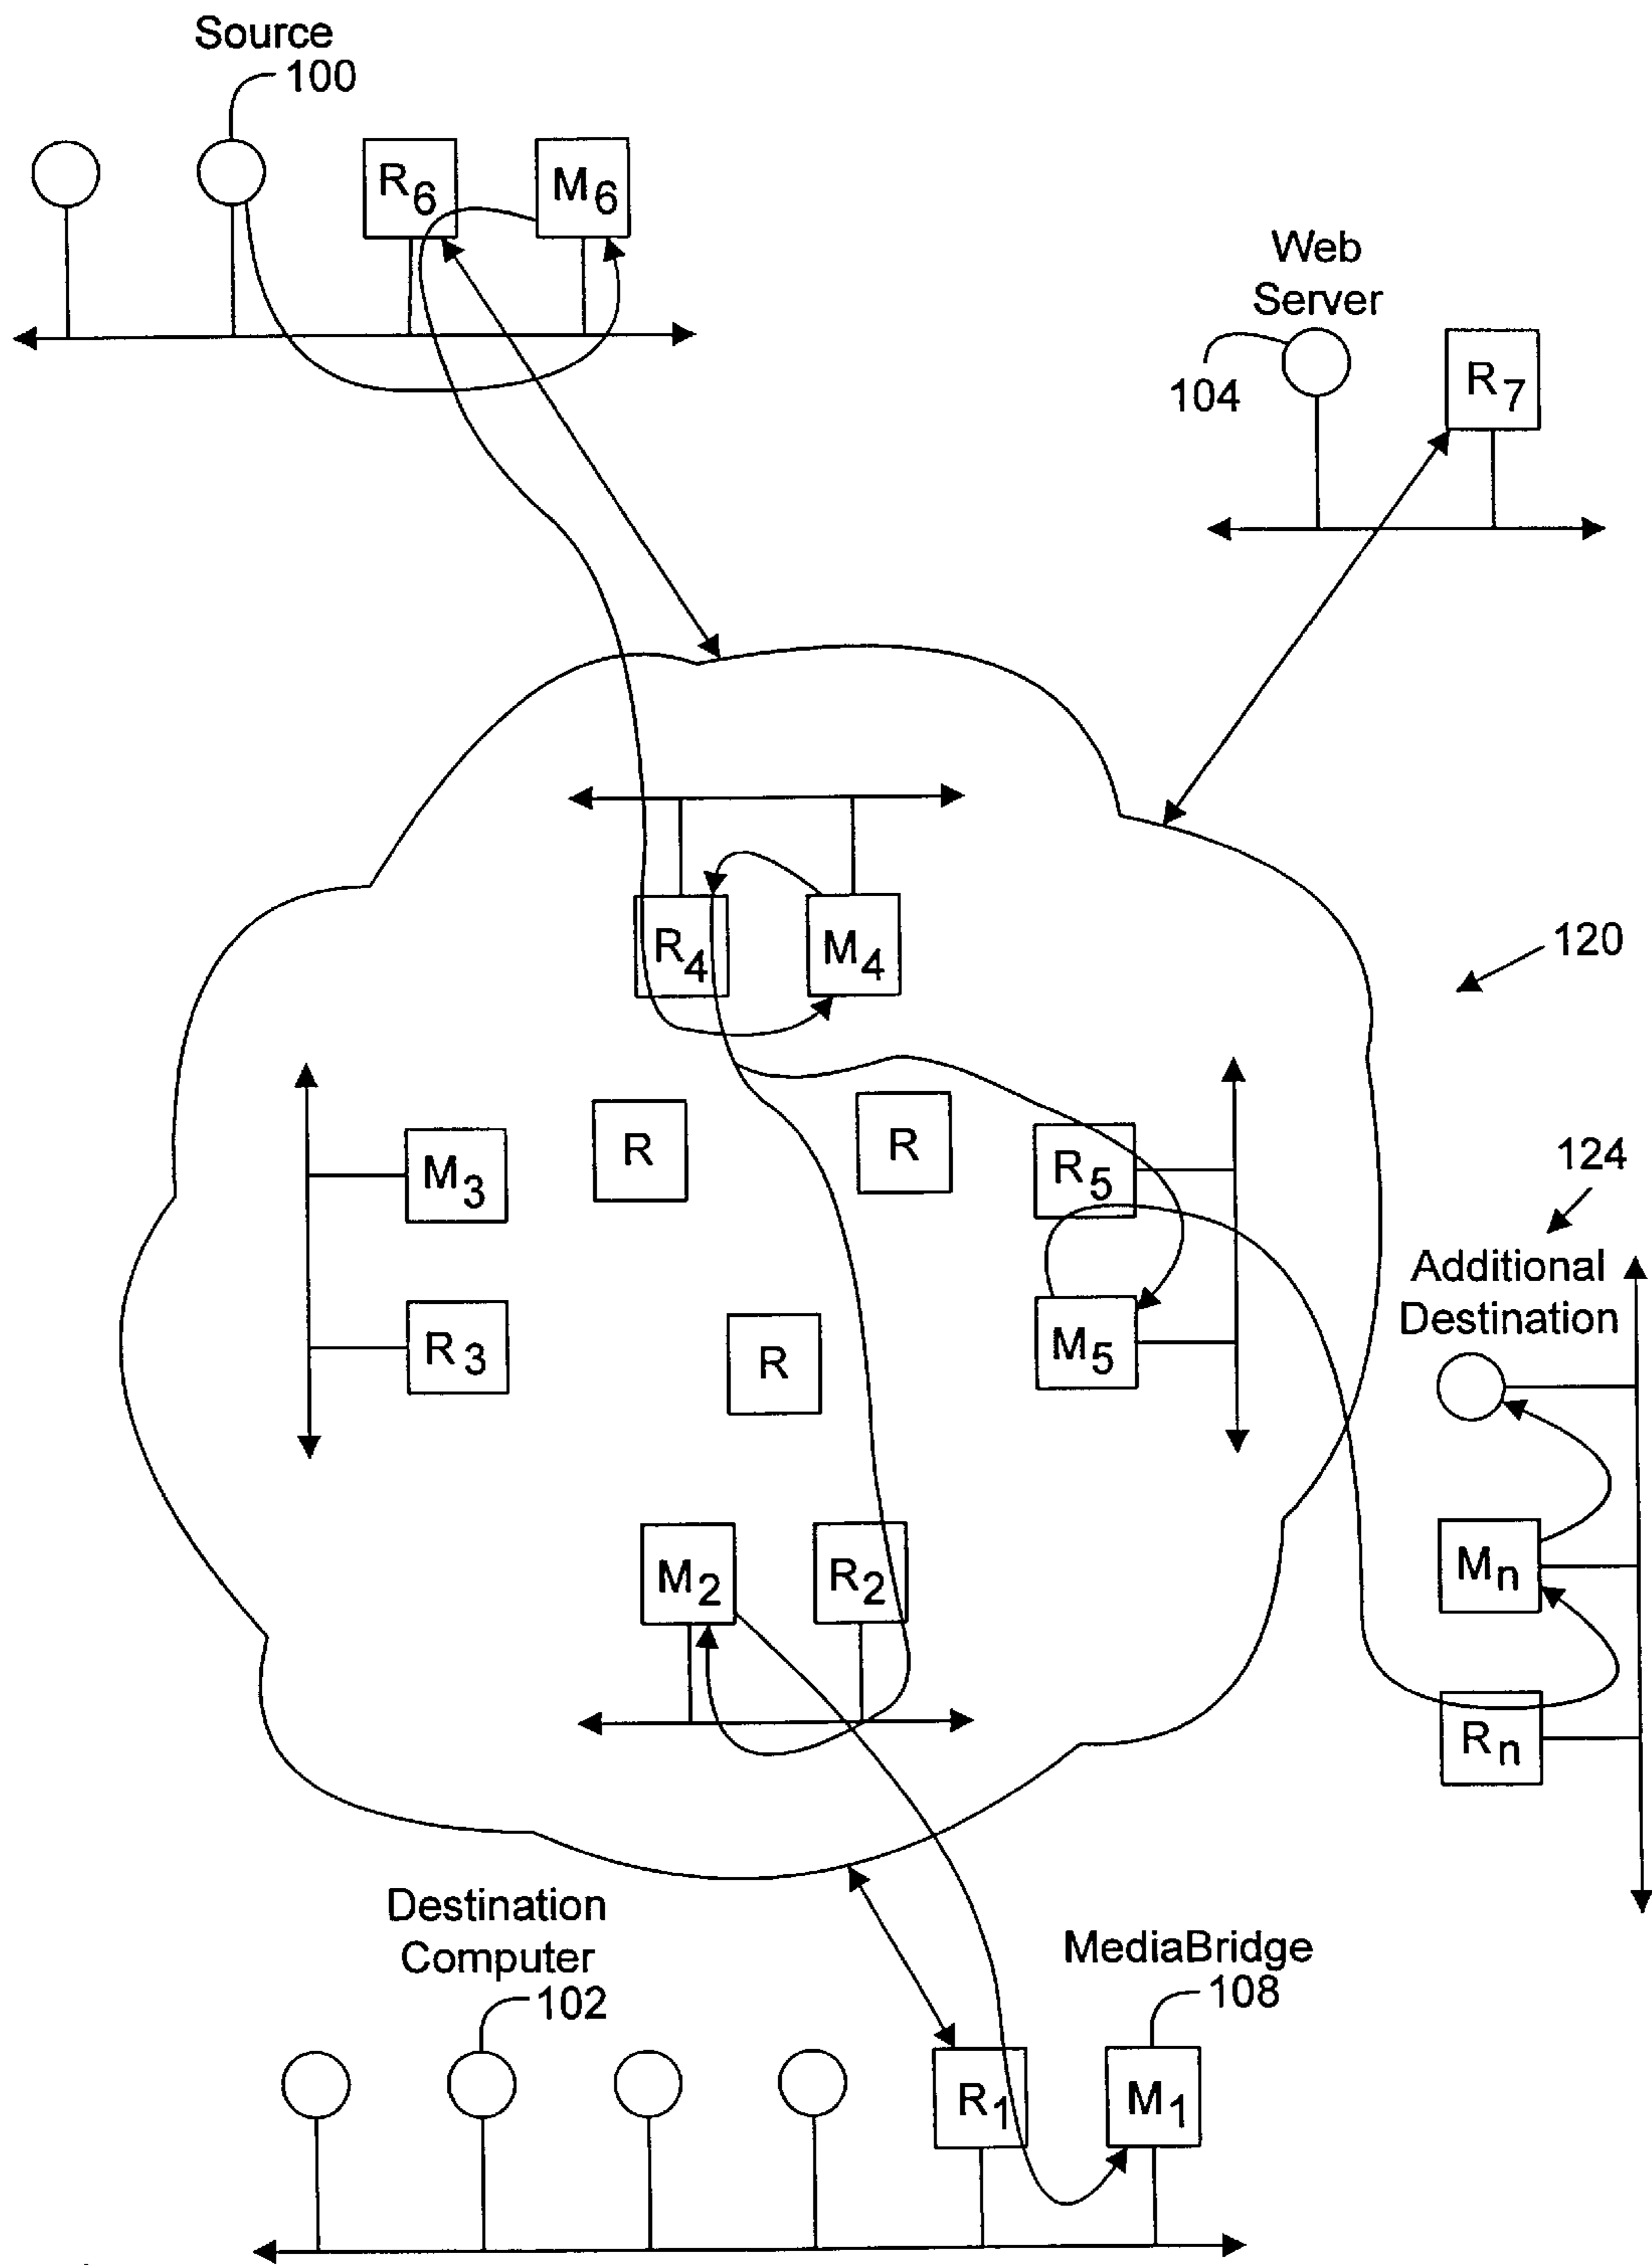 Source
100
R6
M6
Web
Server
104
R7
120
R4
M4
124
M3
R
R
R5
Additional
Destination
R3
R
M5
M2
R2
Mn
Rn
Destination
Computer
102
MediaBridge
108
R1
M1